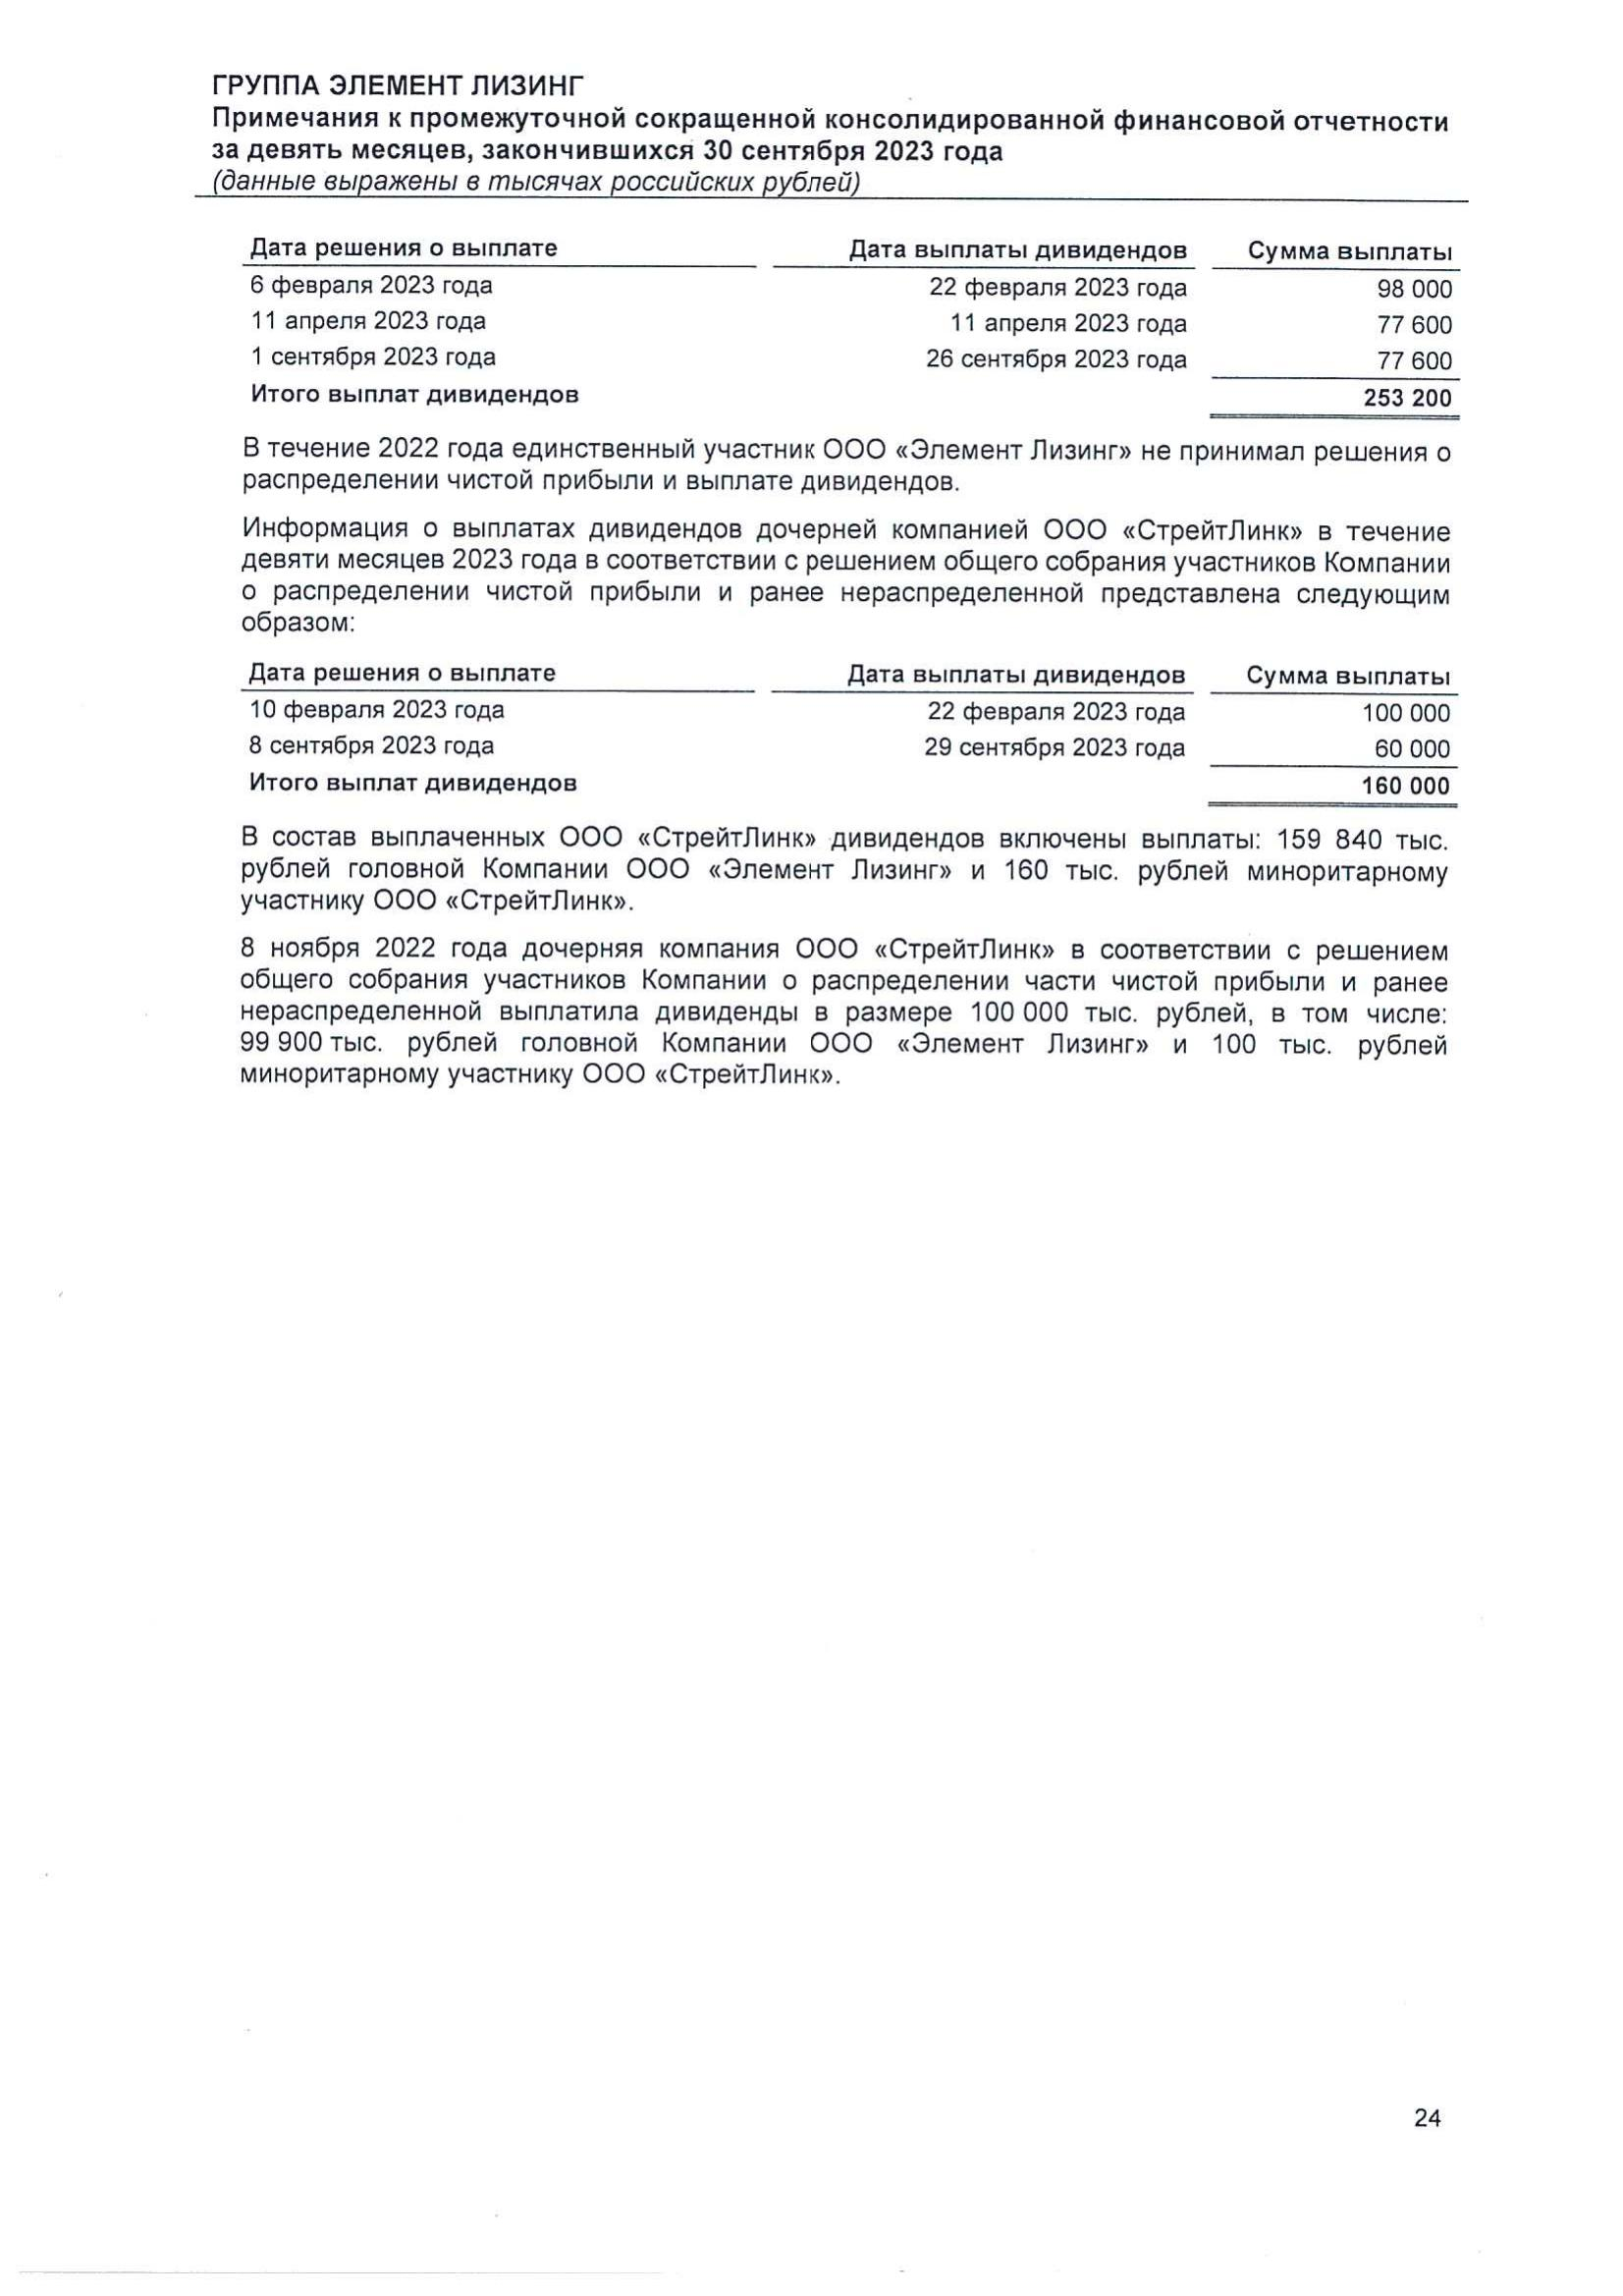 ГРУППА ЭЛЕМЕНТ ЛИЗИНГ
Примечания к промежуточной сокращенной консолидированной финансовой отчетности
за девять месяцев, закончившихся 30 сентября 2023 года
(данные выражены в тысячах российских рублей)
Дата решения о выплате Дата выплаты дивидендов Сумма выплаты
6 февраля 2023 года 22 февраля 2023 года 98 000
11 апреля 2023 года 11 апреля 2023 года 77 600
1 сентября 2023 года 26 сентября 2023 года 77 600
Итого выплат дивидендов 253 200
В течение 2022 года единственный участник ООО «Элемент Лизинг» не принимал решения о
распределении чистой прибыли и выплате дивидендов.
Информация о выплатах дивидендов дочерней компанией ООО «СтрейтЛинк» в течение
девяти месяцев 2023 года в соответствии с решением общего собрания участников Компании
о распределении чистой прибыли и ранее нераспределенной представлена следующим
образом:
Дата решения о выплате Дата выплаты дивидендов Сумма выплаты
10 февраля 2023 года 22 февраля 2023 года 100 000
8 сентября 2023 года 29 сентября 2023 года 60 000
Итого выплат дивидендов 160 000
В состав выплаченных ООО «СтрейтЛинк» дивидендов включены выплаты: 159 840 тыс.
рублей головной Компании ООО «Элемент Лизинг» и 160 тыс. рублей миноритарному
участнику ООО «СтрейтЛинк».
8 ноября 2022 года дочерняя компания ООО «СтрейтЛинк» в соответствии с решением
общего собрания участников Компании о распределении части чистой прибыли и ранее
нераспределенной выплатила дивиденды в размере 100 000 тыс. рублей, в том числе:
99 900 тыс. рублей головной Компании ООО «Элемент Лизинг» и 100 тыс. рублей
миноритарному участнику ООО «СтрейтЛинк».
24